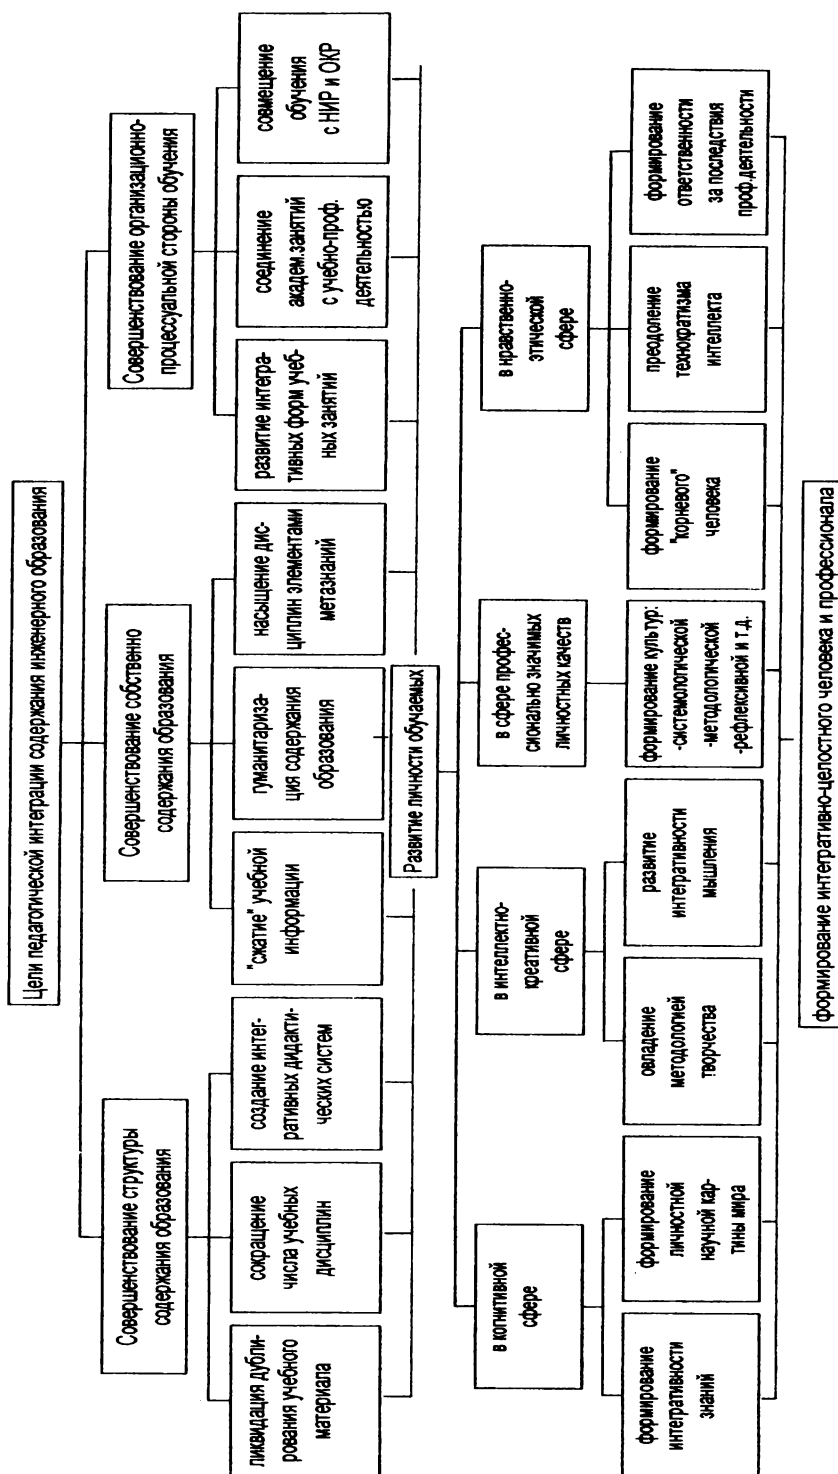 Цели педагогической интеграции содержания инженерного образования
Совершенствование структуры
содержания образования
Совершенствование собственно
содержания образования
Совершенствование организационно-
процессуальной стороны обучения
ликвидация дубли-
рования учебного
материала
сокращение
числа учебных
дисциплин
создание интег-
ративных дидакти-
ческих систем
"сжатие" учебной
информации
гуманитариза-
ция содержания
образования
насыщение дис-
циплин элементами
метазнаний
развитие интегра-
тивных форм учеб-
ных занятий
соединение
академ.занятий
с учебно-проф.
деятельностью
совмещение
обучения
с НИР и ОКР
Развитие личности обучаемых
в когнитивной
сфере
в интеллектно-
креативной
сфере
в сфере профес-
сионально значимых
личностных качеств
в нравственно-
этической
сфере
формирование
интегративности
знаний
формирование
личностной
научной кар-
тины мира
овладение
методологией
творчества
развитие
интегративности
мышления
формирование культур:
-системологической
-методологической
-рефлексивной и т.д.
формирование
"корневого"
человека
преодоление
технократизма
интеллекта
формирование
ответственности
за последствия
проф.деятельности
формирование интегративно-целостного человека и профессионала